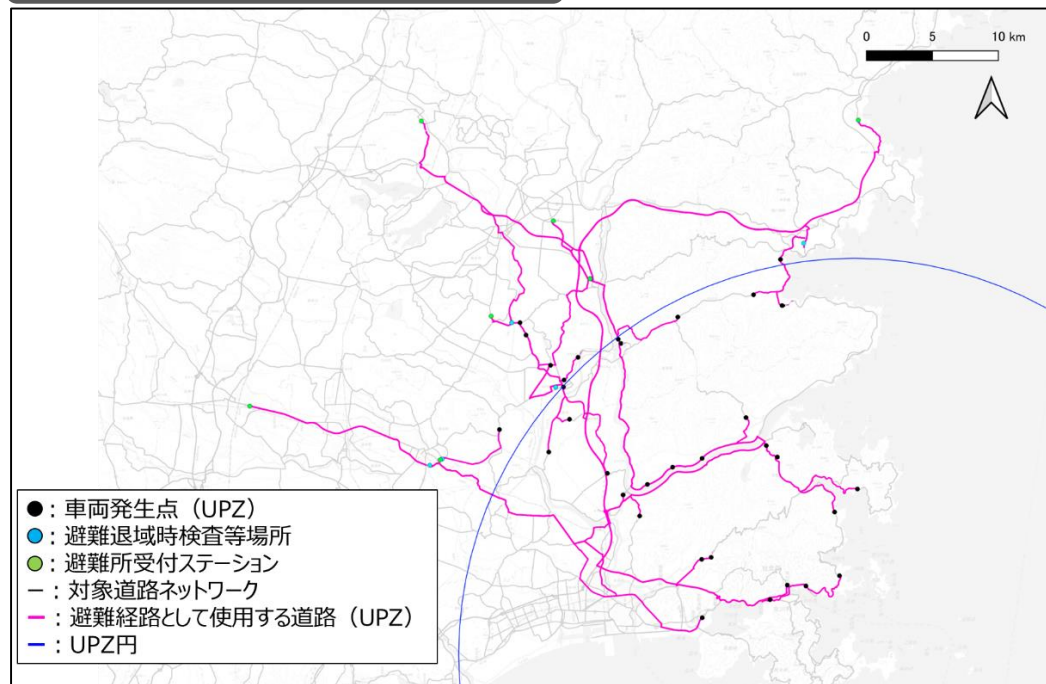 0
5
10 km
●：車両発生点（UPZ）
●：避難退域時検査等場所
●：避難所受付ステーション
ー：対象道路ネットワーク
ー：避難経路として使用する道路（UPZ）
ー：UPZ円